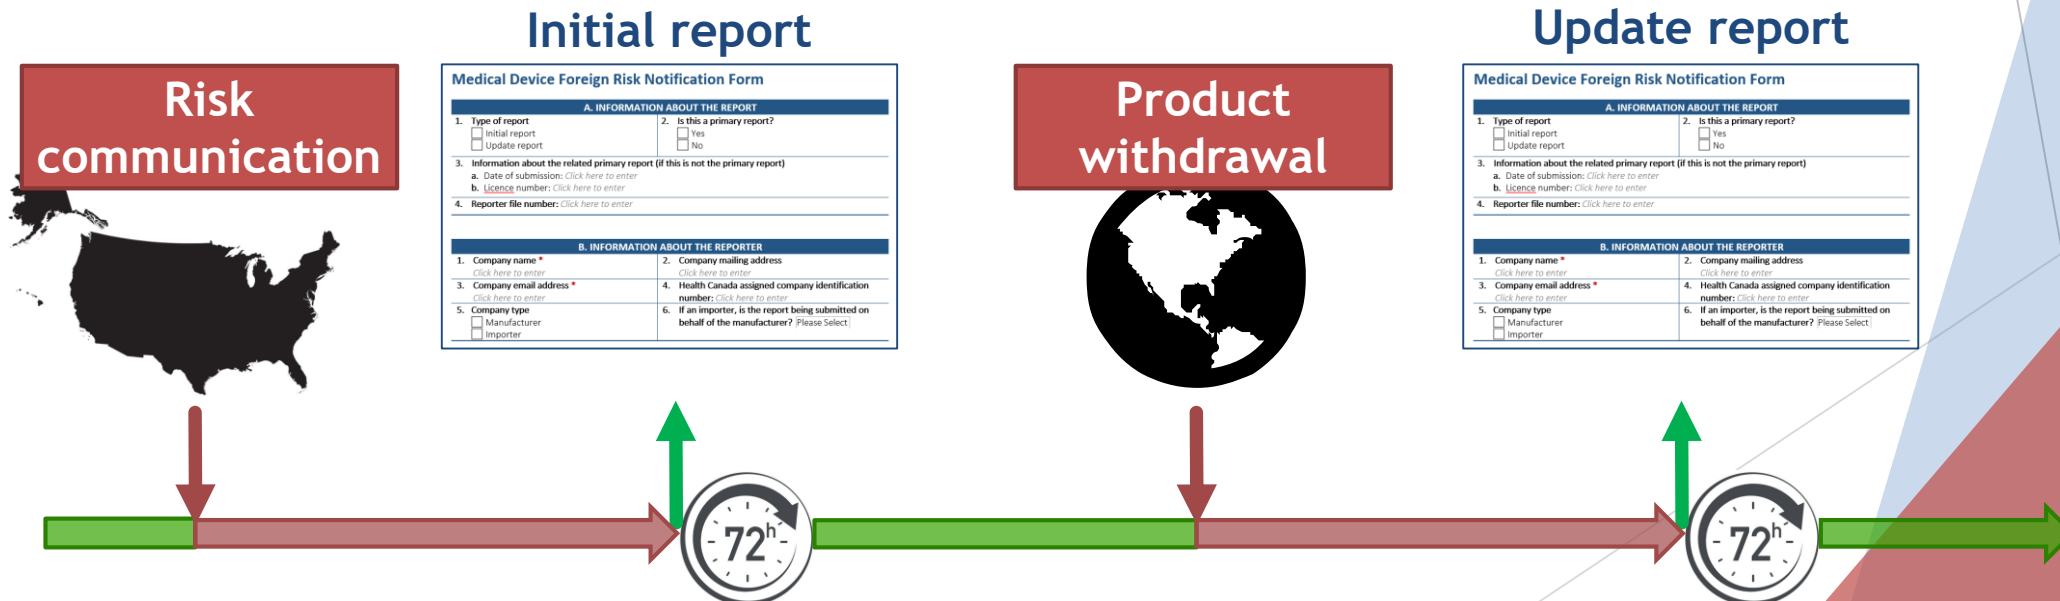 Initial report
Update report
Risk
communication
Medical Device Foreign Risk Notification Form
A. INFORMATION ABOUT THE REPORT
1. Type of report
Initial report
Update report
2. Is this a primary report?
Yes
No
3. Information about the related primary report (if this is not the primary report)
a. Date of submission: Click here to enter
b. Licence number: Click here to enter
4. Reporter file number: Click here to enter
B. INFORMATION ABOUT THE REPORTER
1. Company name *
Click here to enter
2. Company mailing address
Click here to enter
3. Company email address *
Click here to enter
4. Health Canada assigned company identification
number: Click here to enter
5. Company type
Manufacturer
Importer
6. If an importer, is the report being submitted on
behalf of the manufacturer? Please Select
Product
withdrawal
Medical Device Foreign Risk Notification Form
A. INFORMATION ABOUT THE REPORT
1. Type of report
Initial report
Update report
2. Is this a primary report?
Yes
No
3. Information about the related primary report (if this is not the primary report)
a. Date of submission: Click here to enter
b. Licence number: Click here to enter
4. Reporter file number: Click here to enter
B. INFORMATION ABOUT THE REPORTER
1. Company name *
Click here to enter
2. Company mailing address
Click here to enter
3. Company email address *
Click here to enter
4. Health Canada assigned company identification
number: Click here to enter
5. Company type
Manufacturer
Importer
6. If an importer, is the report being submitted on
behalf of the manufacturer? Please Select
72h
72h